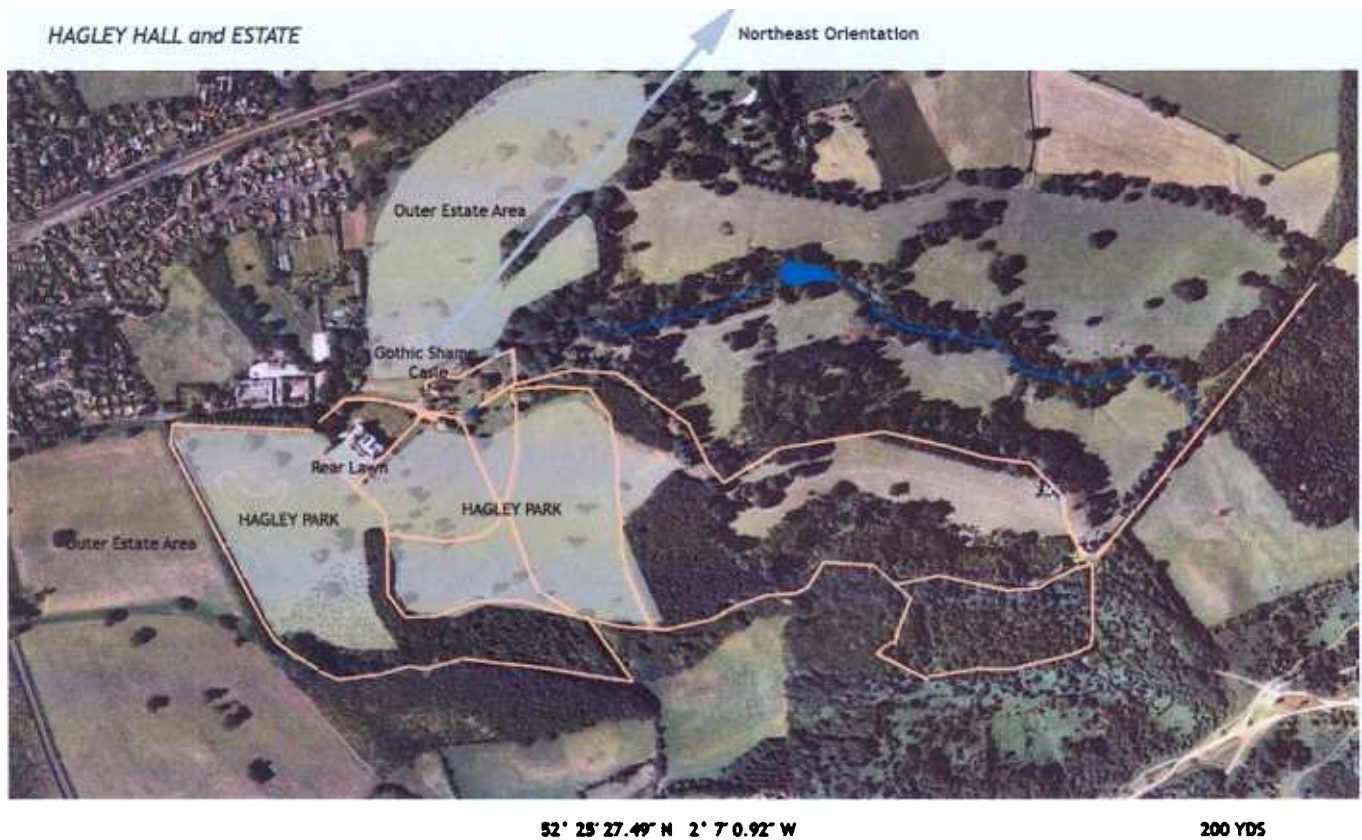 HAGLEY HALL and ESTATE
Northeast Orientation
Outer Estate Area
Gothic Sham
Castle
Rear Lawn
HAGLEY PARK
HAGLEY PARK
Outer Estate Area
52° 25' 27.49" N 2° 7' 0.92" W
200 YDS